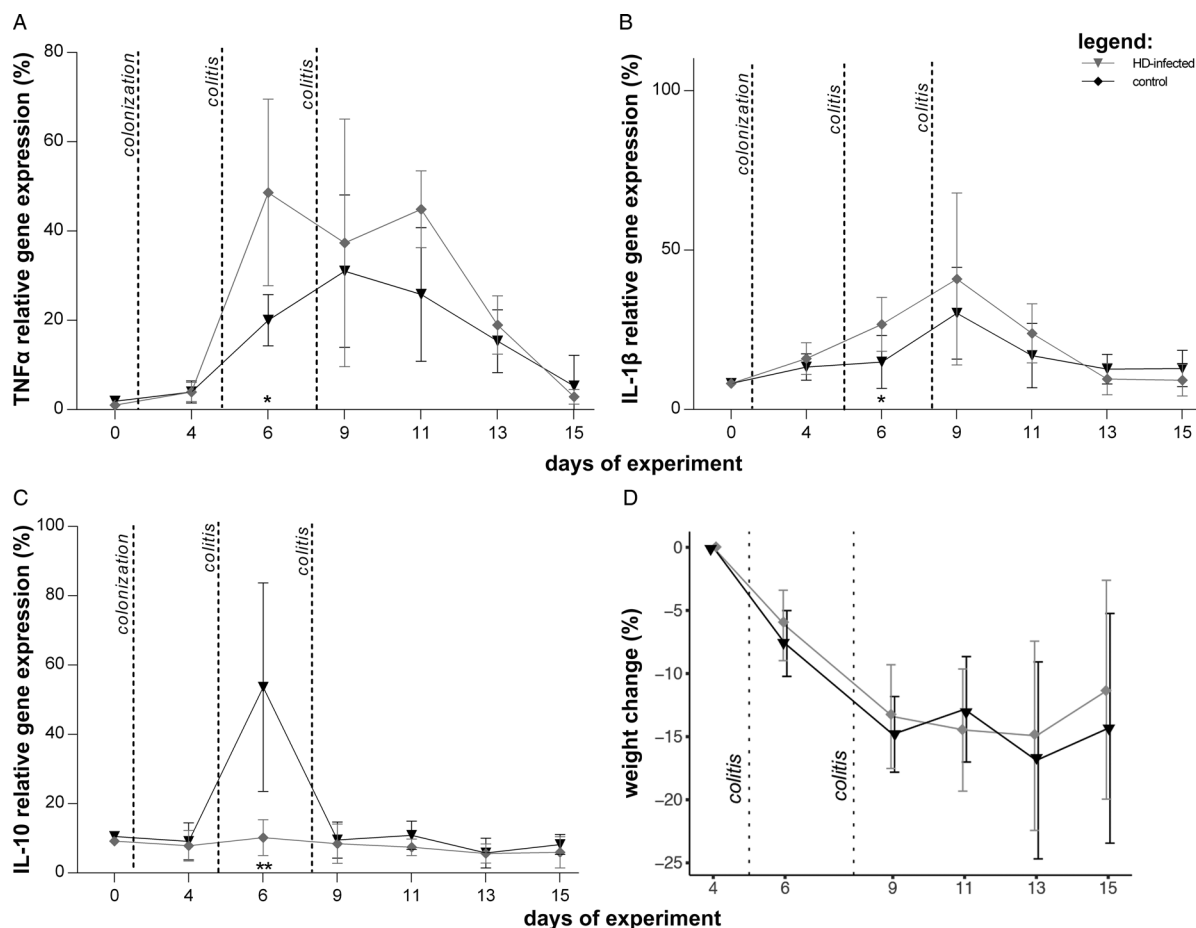 A
TNFα relative gene expression (%)
80
60
40
20
0
colonization
colitis
colitis
*
0 4 6 9 11 13 15
B
legend:
HD-infected
control
IL-1β relative gene expression (%)
100
50
0
colonization
colitis
colitis
*
0 4 6 9 11 13 15
days of experiment
C
IL-10 relative gene expression (%)
100
80
60
40
20
0
colonization
colitis
colitis
**
0 4 6 9 11 13 15
D
weight change (%)
0
−5
−10
−15
−20
−25
colitis
colitis
4 6 9 11 13 15
days of experiment